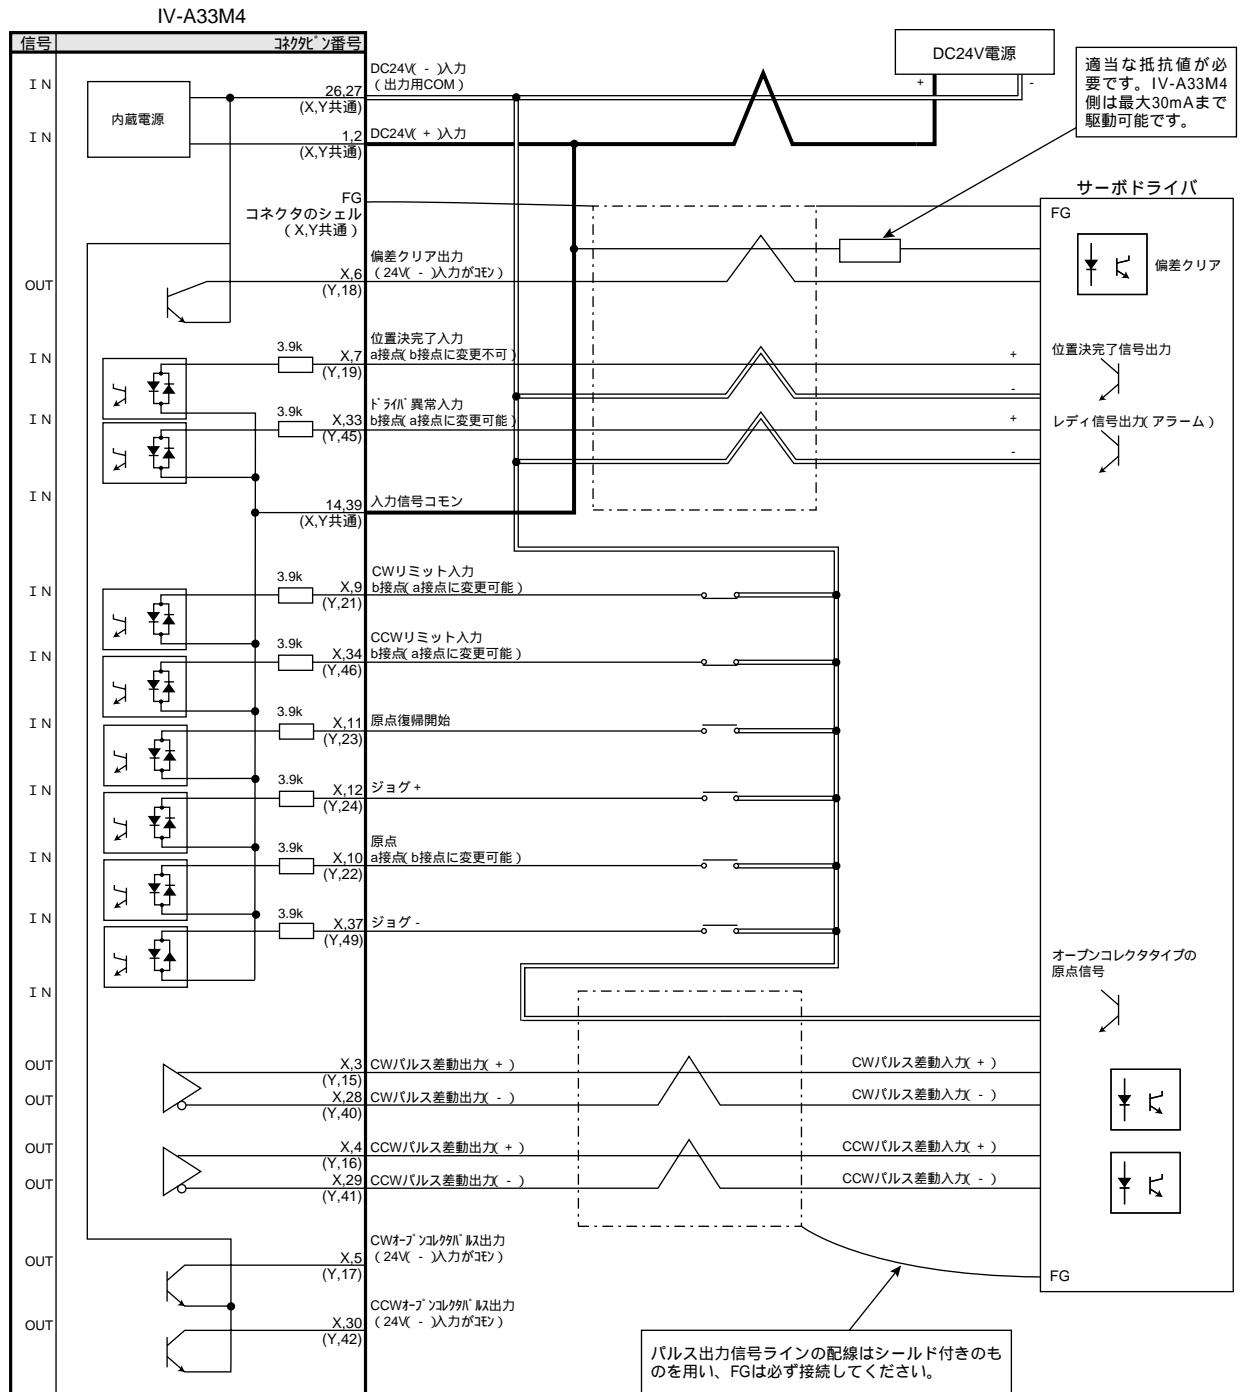 IV-A33M4
信号 コネクタピン番号
DC24V電源
+ -
適当な抵抗値が必
要です。IV-A33M4
側は最大30mAまで
駆動可能です。
IN
内蔵電源
26,27
(X,Y共通)
DC24V( - )入力
(出力用COM)
IN
1,2
(X,Y共通)
DC24V( + )入力
FG
コネクタのシェル
(X,Y共通)
サーボドライバ
FG
偏差クリア
OUT
X,6
(Y,18)
偏差クリア出力
(24V( - )入力がコモン)
IN
3.9k
X,7
(Y,19)
位置決完了入力
a接点(b接点に変更不可)
+
-
位置決完了信号出力
IN
3.9k
X,33
(Y,45)
ドライバ異常入力
b接点(a接点に変更可能)
+
-
レディ信号出力(アラーム)
IN
14,39
(X,Y共通)
入力信号コモン
IN
3.9k
X,9
(Y,21)
CWリミット入力
b接点(a接点に変更可能)
IN
3.9k
X,34
(Y,46)
CCWリミット入力
b接点(a接点に変更可能)
IN
3.9k
X,11
(Y,23)
原点復帰開始
IN
3.9k
X,12
(Y,24)
ジョグ+
IN
3.9k
X,10
(Y,22)
原点
a接点(b接点に変更可能)
IN
3.9k
X,37
(Y,49)
ジョグ -
IN
オープンコレクタタイプの
原点信号
OUT
X,3
(Y,15)
CWパルス差動出力( + )
CWパルス差動入力( + )
OUT
X,28
(Y,40)
CWパルス差動出力( - )
CWパルス差動入力( - )
OUT
X,4
(Y,16)
CCWパルス差動出力( + )
CCWパルス差動入力( + )
OUT
X,29
(Y,41)
CCWパルス差動出力( - )
CCWパルス差動入力( - )
OUT
X,5
(Y,17)
CWオープンコレクタパルス出力
(24V( - )入力がコモン)
FG
OUT
X,30
(Y,42)
CCWオープンコレクタパルス出力
(24V( - )入力がコモン)
パルス出力信号ラインの配線はシールド付きのも
のを用い、FGは必ず接続してください。